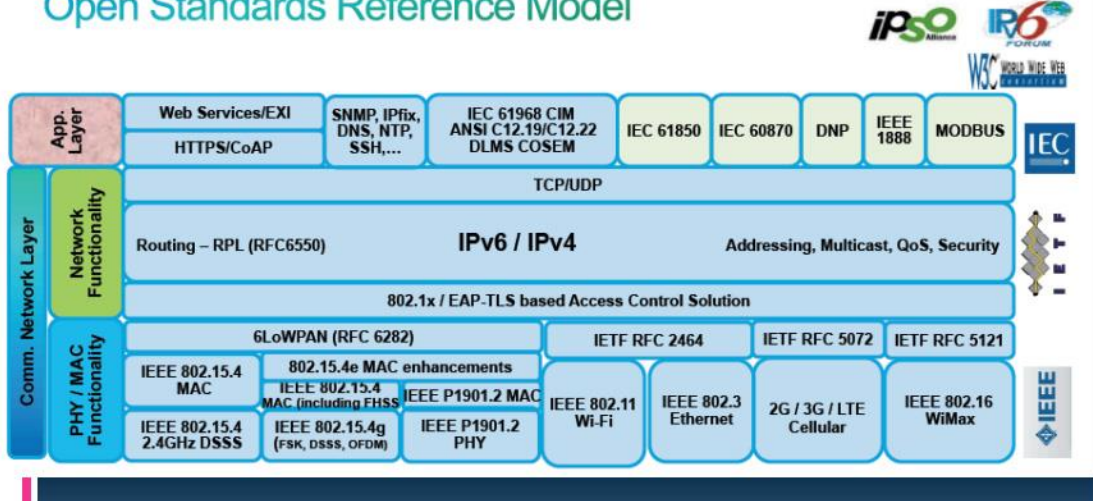 Open Standards Reference Model
ipso
Alliance
IPv6
FORUM
W3C WORLD WIDE WEB
consortium
App.
Layer
Web Services/EXI
HTTPS/CoAP
SNMP, IPfix,
DNS, NTP,
SSH,...
IEC 61968 CIM
ANSI C12.19/C12.22
DLMS COSEM
IEC 61850
IEC 60870
DNP
IEEE
1888
MODBUS
IEC
Comm. Network Layer
Network
Functionality
TCP/UDP
Routing – RPL (RFC6550)
IPv6 / IPv4
Addressing, Multicast, QoS, Security
802.1x / EAP-TLS based Access Control Solution
IETF
PHY / MAC
Functionality
6LoWPAN (RFC 6282)
IETF RFC 2464
IETF RFC 5072
IETF RFC 5121
IEEE 802.15.4
MAC
802.15.4e MAC enhancements
IEEE 802.15.4
MAC (including FHSS
IEEE P1901.2 MAC
IEEE 802.15.4
2.4GHz DSSS
IEEE 802.15.4g
(FSK, DSSS, OFDM)
IEEE P1901.2
PHY
IEEE 802.11
Wi-Fi
IEEE 802.3
Ethernet
2G / 3G / LTE
Cellular
IEEE 802.16
WiMax
IEEE